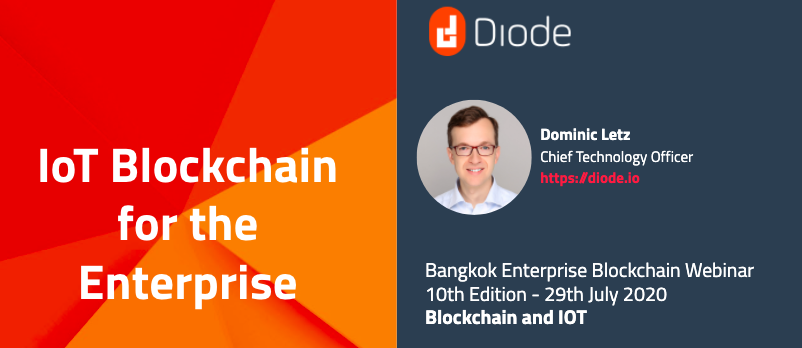 IoT Blockchain
for the
Enterprise
Diode
Dominic Letz
Chief Technology Officer
https://diode.io
Bangkok Enterprise Blockchain Webinar
10th Edition - 29th July 2020
Blockchain and IOT